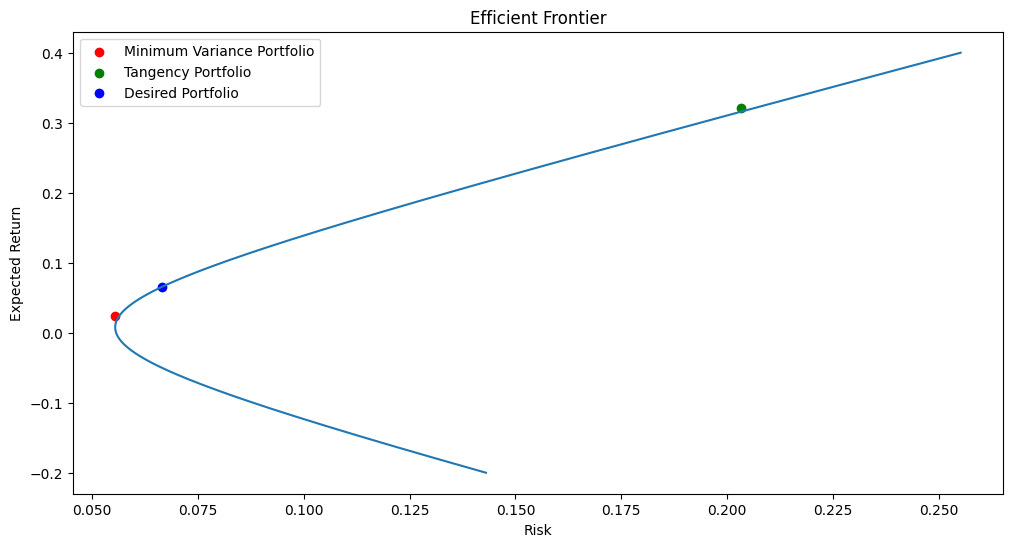 Efficient Frontier
Minimum Variance Portfolio
Tangency Portfolio
Desired Portfolio
Expected Return
0.4
0.3
0.2
0.1
0.0
−0.1
−0.2
0.050 0.075 0.100 0.125 0.150 0.175 0.200 0.225 0.250
Risk